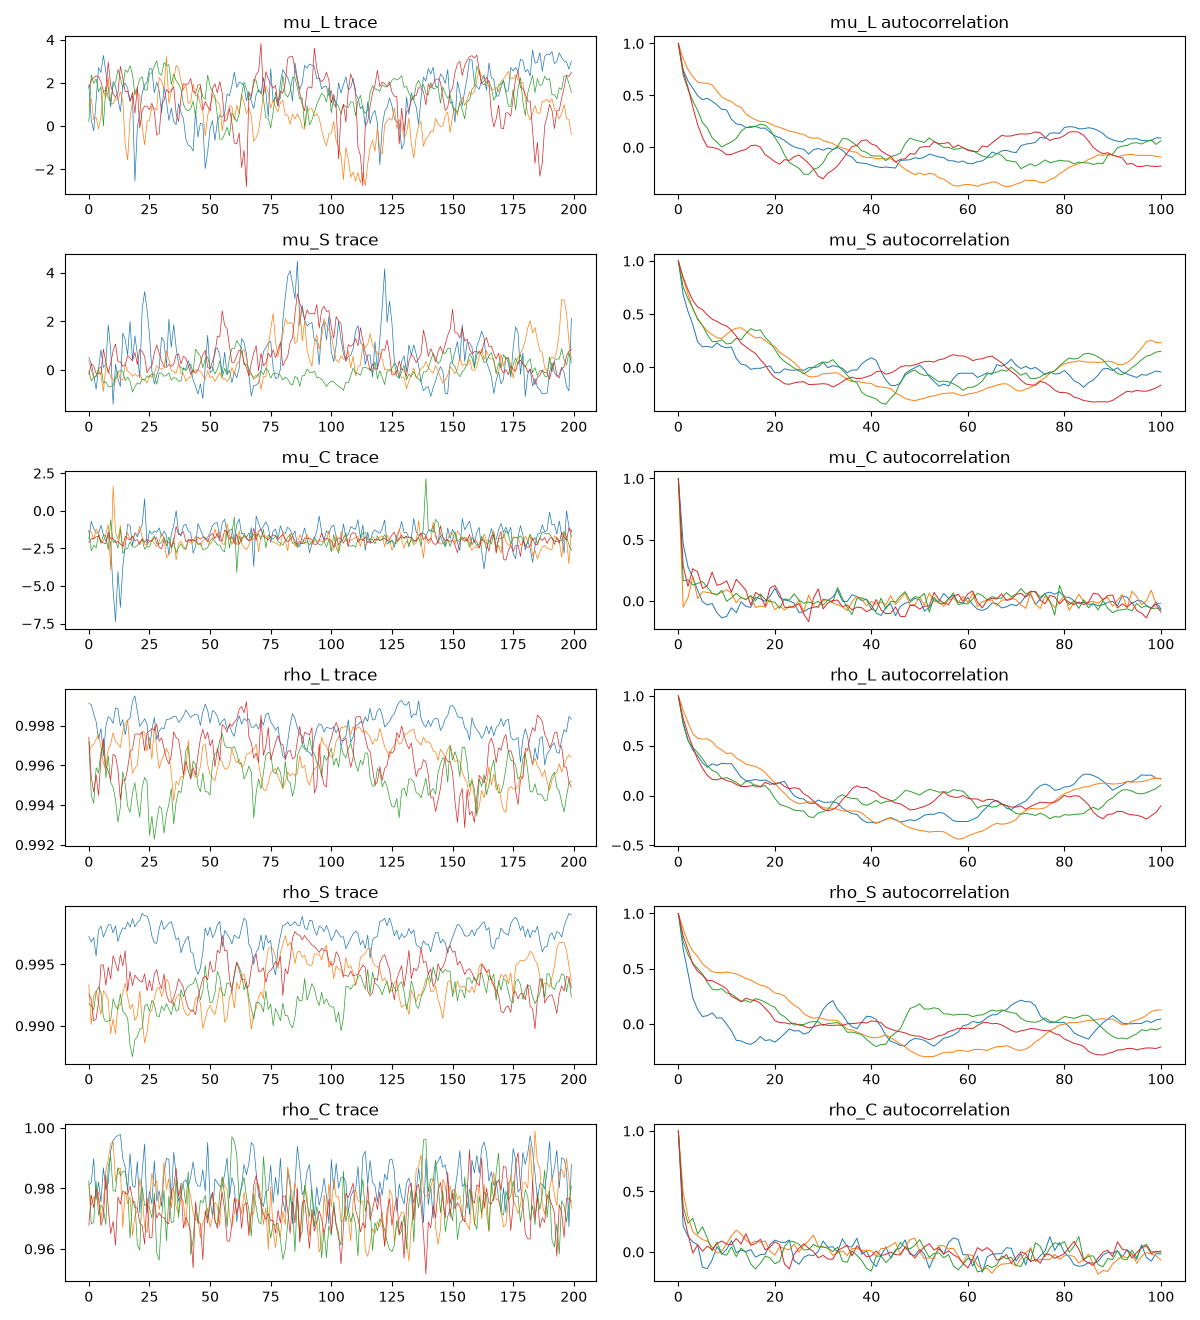 mu_L trace
4
2
0
−2
0 25 50 75 100 125 150 175 200
mu_L autocorrelation
1.0
0.5
0.0
0 20 40 60 80 100
mu_S trace
4
2
0
0 25 50 75 100 125 150 175 200
mu_S autocorrelation
1.0
0.5
0.0
0 20 40 60 80 100
mu_C trace
2.5
0.0
−2.5
−5.0
−7.5
0 25 50 75 100 125 150 175 200
mu_C autocorrelation
1.0
0.5
0.0
0 20 40 60 80 100
rho_L trace
0.998
0.996
0.994
0.992
0 25 50 75 100 125 150 175 200
rho_L autocorrelation
1.0
0.5
0.0
−0.5
0 20 40 60 80 100
rho_S trace
0.995
0.990
0 25 50 75 100 125 150 175 200
rho_S autocorrelation
1.0
0.5
0.0
0 20 40 60 80 100
rho_C trace
1.00
0.98
0.96
0 25 50 75 100 125 150 175 200
rho_C autocorrelation
1.0
0.5
0.0
0 20 40 60 80 100